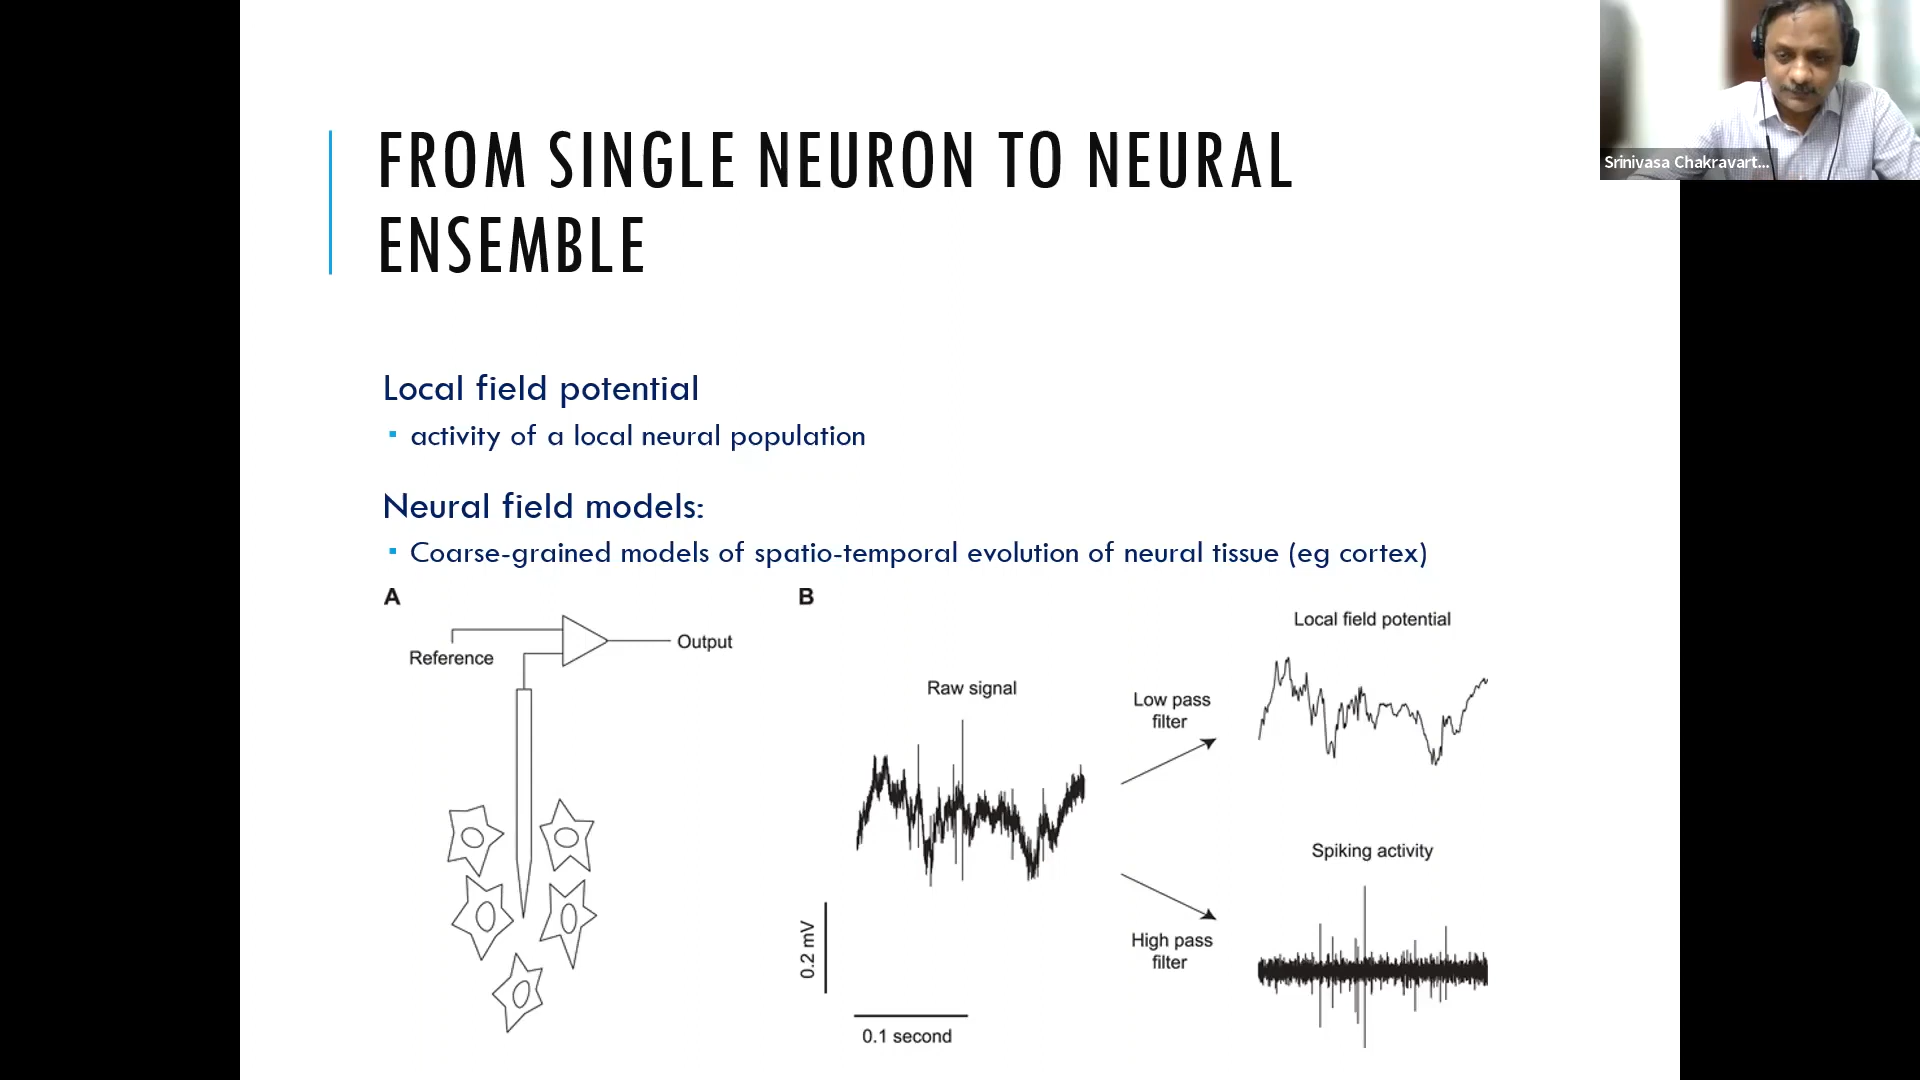 FROM SINGLE NEURON TO NEURAL
ENSEMBLE
Srinivasa Chakravart...
Local field potential
▪ activity of a local neural population
Neural field models:
▪ Coarse-grained models of spatio-temporal evolution of neural tissue (eg cortex)
A
Reference
Output
B
Raw signal
Low pass
filter
Local field potential
High pass
filter
Spiking activity
0.2 mV
0.1 second